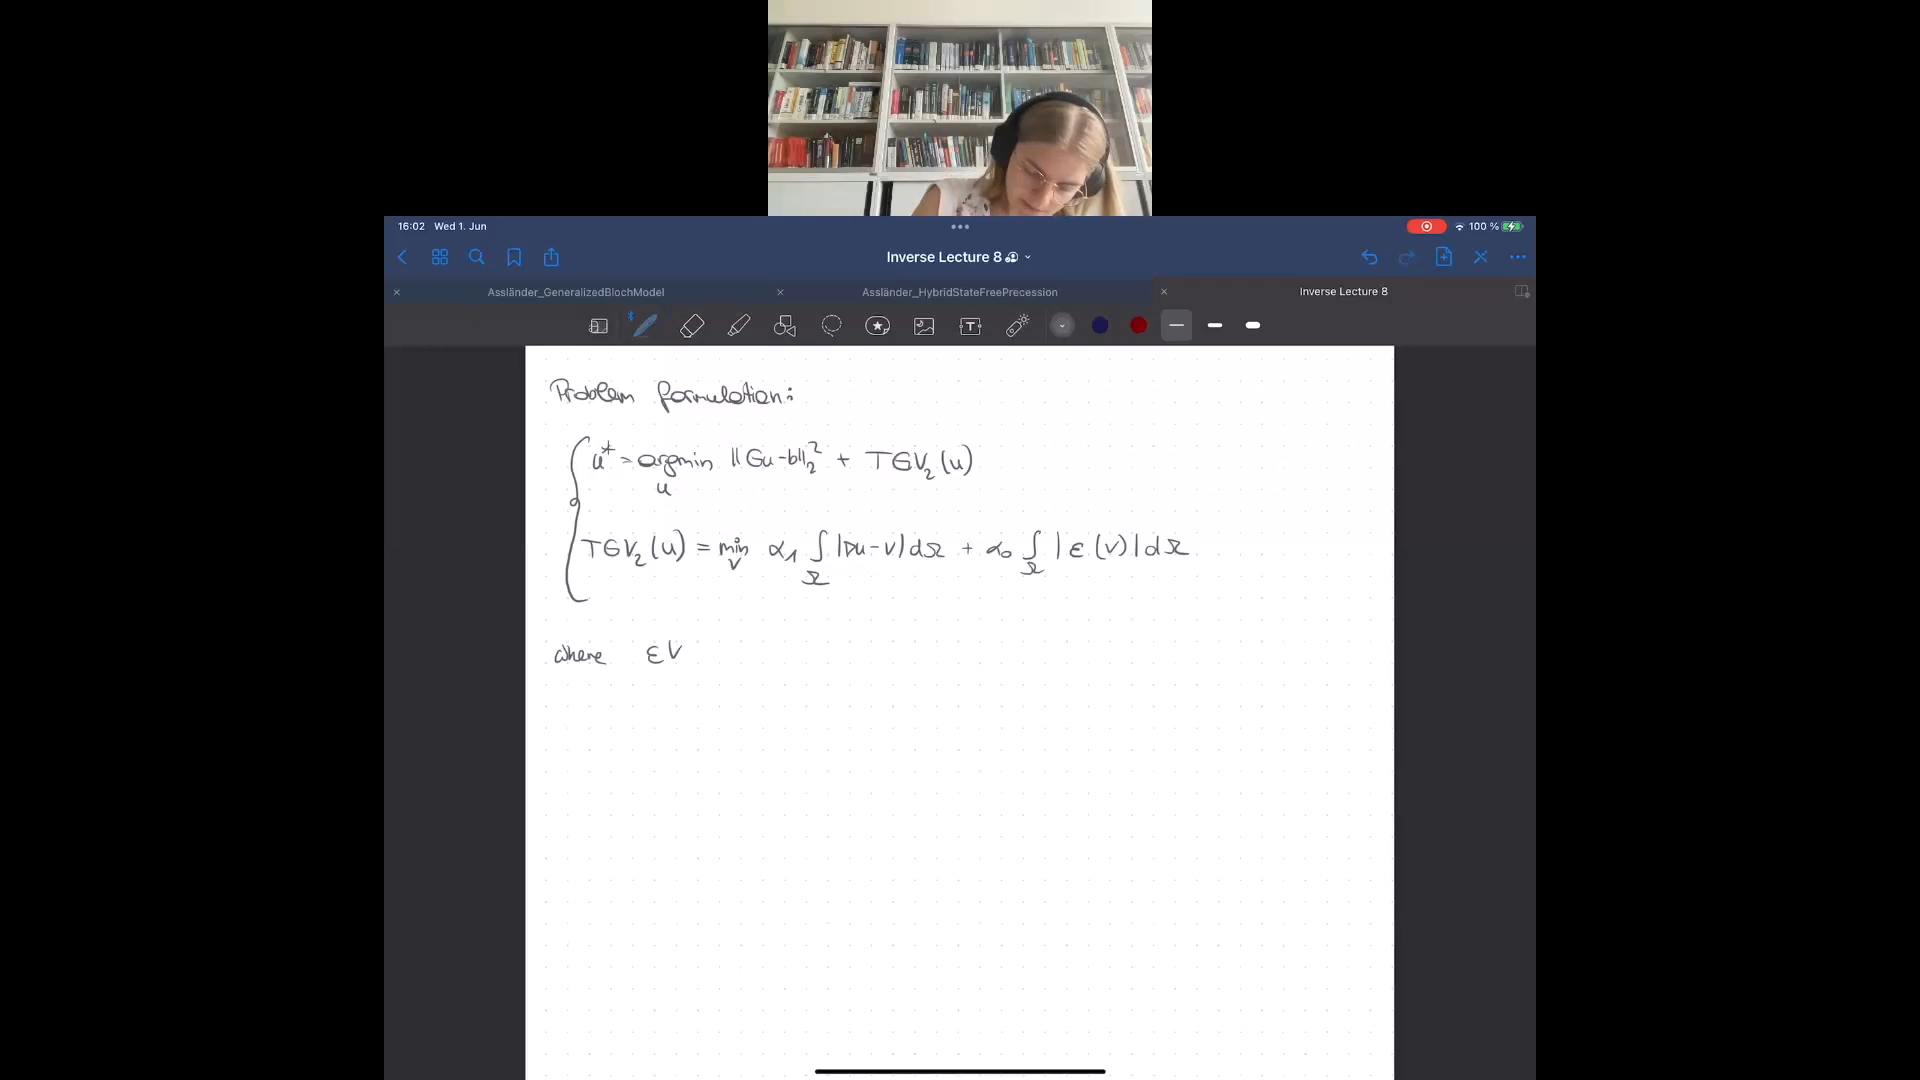 16:02 Wed 1. Jun
100 %
Inverse Lecture 8
Assländer_GeneralizedBlochModel
Assländer_HybridStateFreePrecession
Inverse Lecture 8
Problem formulation:
u* = argmin ||Gu-b||₂² + TGV₂(u)
u
TGV₂(u) = min α₁ ∫ |∇u-v| dΩ + α₀ ∫ |ε(v)| dΩ
v Ω Ω
where εv